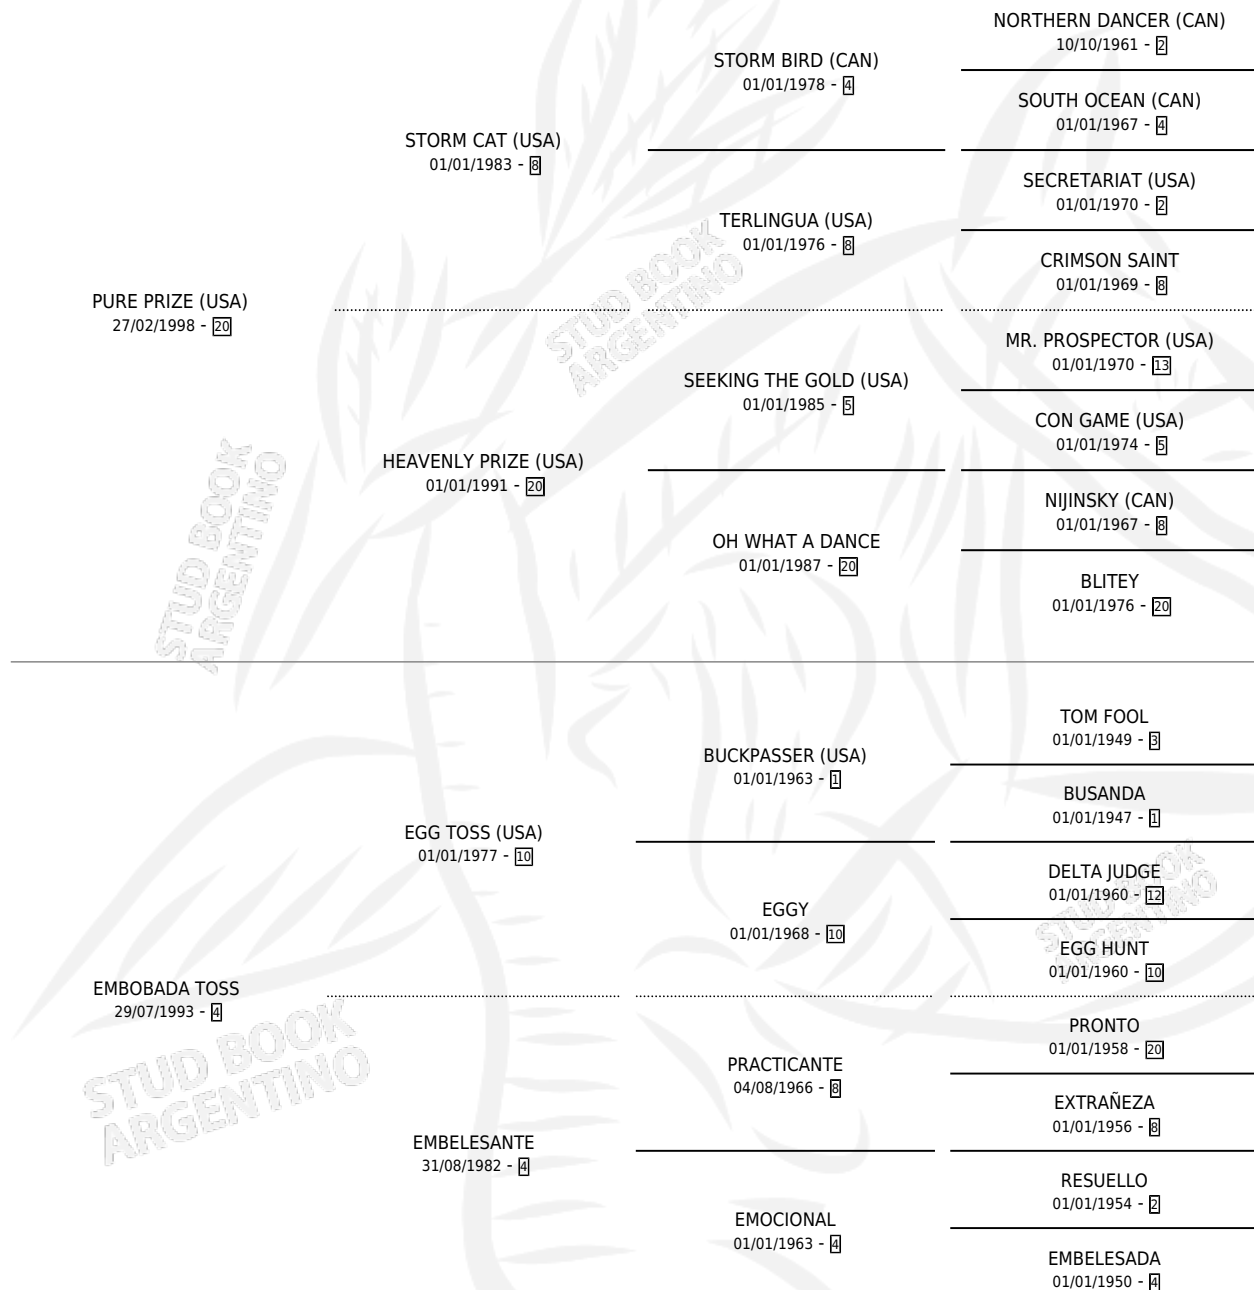 NORTHERN DANCER (CAN)
10/10/1961 - 2
STORM BIRD (CAN)
01/01/1978 - 4
SOUTH OCEAN (CAN)
01/01/1967 - 4
STORM CAT (USA)
01/01/1983 - 8
SECRETARIAT (USA)
01/01/1970 - 2
TERLINGUA (USA)
01/01/1976 - 8
CRIMSON SAINT
01/01/1969 - 8
PURE PRIZE (USA)
27/02/1998 - 20
MR. PROSPECTOR (USA)
01/01/1970 - 13
SEEKING THE GOLD (USA)
01/01/1985 - 5
CON GAME (USA)
01/01/1974 - 5
HEAVENLY PRIZE (USA)
01/01/1991 - 20
NIJINSKY (CAN)
01/01/1967 - 8
OH WHAT A DANCE
01/01/1987 - 20
BLITEY
01/01/1976 - 20
TOM FOOL
01/01/1949 - 3
BUCKPASSER (USA)
01/01/1963 - 1
BUSANDA
01/01/1947 - 1
EGG TOSS (USA)
01/01/1977 - 10
DELTA JUDGE
01/01/1960 - 12
EGGY
01/01/1968 - 10
EGG HUNT
01/01/1960 - 10
EMBOBADA TOSS
29/07/1993 - 4
PRONTO
01/01/1958 - 20
PRACTICANTE
04/08/1966 - 8
EXTRAÑEZA
01/01/1956 - 8
EMBELESANTE
31/08/1982 - 4
RESUELLO
01/01/1954 - 2
EMOCIONAL
01/01/1963 - 4
EMBELESADA
01/01/1950 - 4
STUD BOOK
ARGENTINO
STUD BOOK
ARGENTINO
STUD BOOK
ARGENTINO
STUD BOOK
ARGENTINO